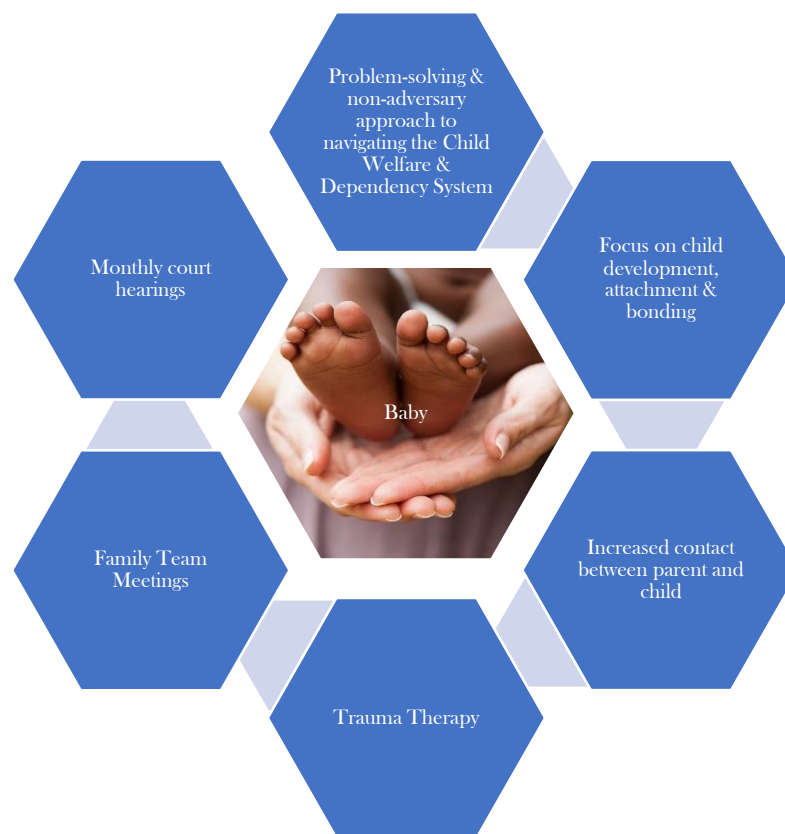 Problem-solving &
non-adversary
approach to
navigating the Child
Welfare &
Dependency System
Focus on child
development,
attachment &
bonding
Increased contact
between parent and
child
Trauma Therapy
Family Team
Meetings
Monthly court
hearings
Baby